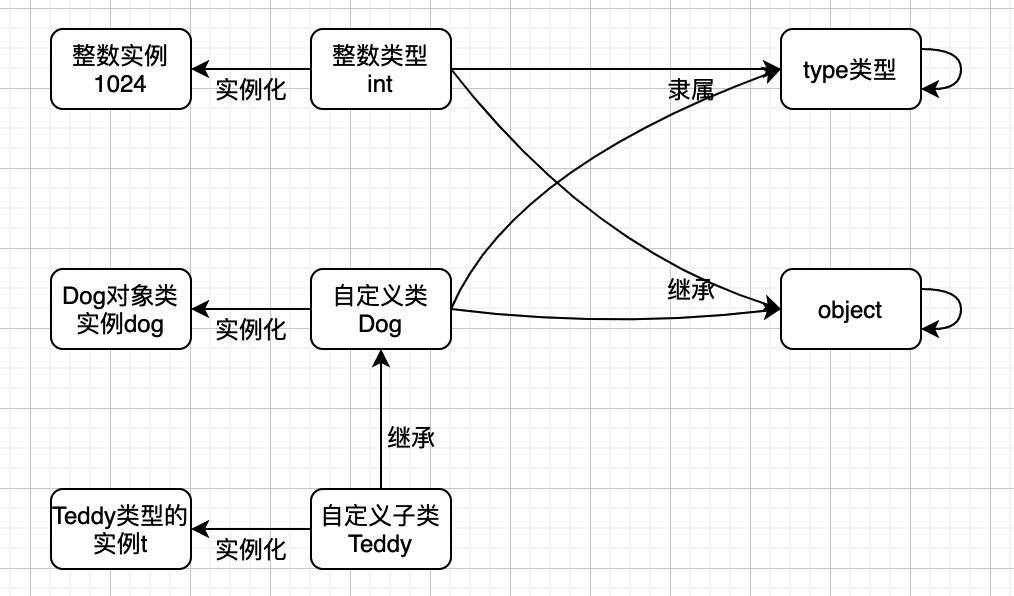 整数实例
1024
实例化
整数类型
int
隶属
type类型
Dog对象类
实例dog
实例化
自定义类
Dog
继承
object
继承
Teddy类型的
实例t
实例化
自定义子类
Teddy